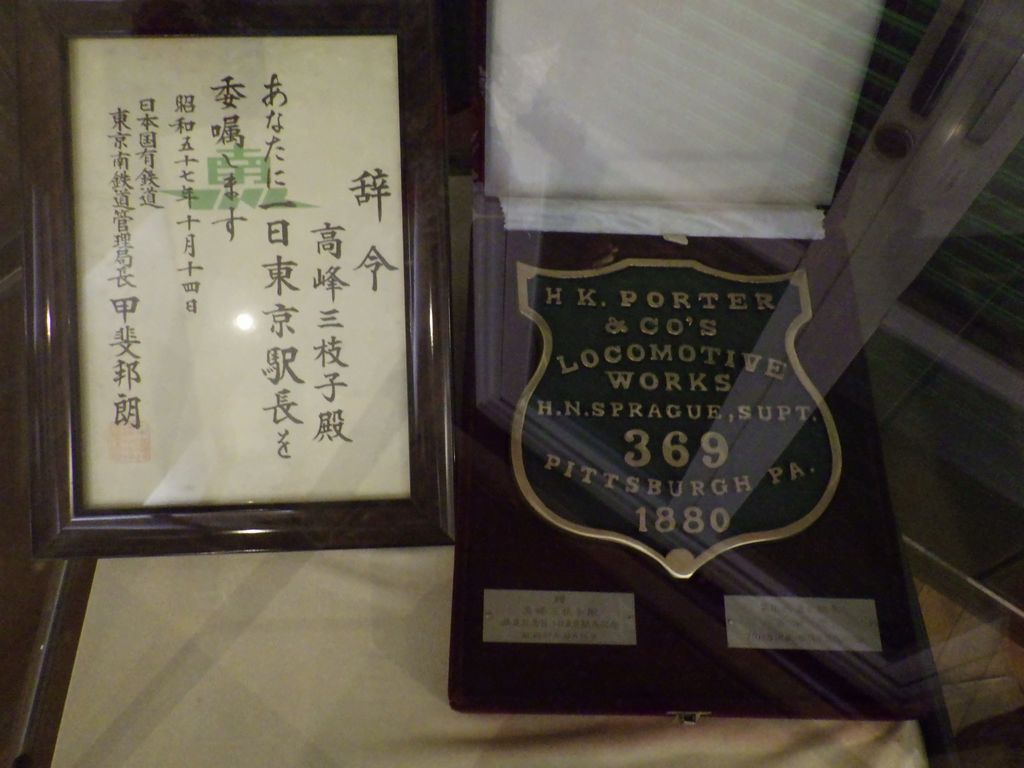 辞令
高峰三枝子殿
あなたに一日東京駅長を
委嘱します
昭和五十七年十月十四日
日本国有鉄道
東京南鉄道管理局長 甲斐邦朗
南
H. K. PORTER
& CO'S
LOCOMOTIVE
WORKS
H. N. SPRAGUE, SUPT.
369
PITTSBURGH PA.
1880